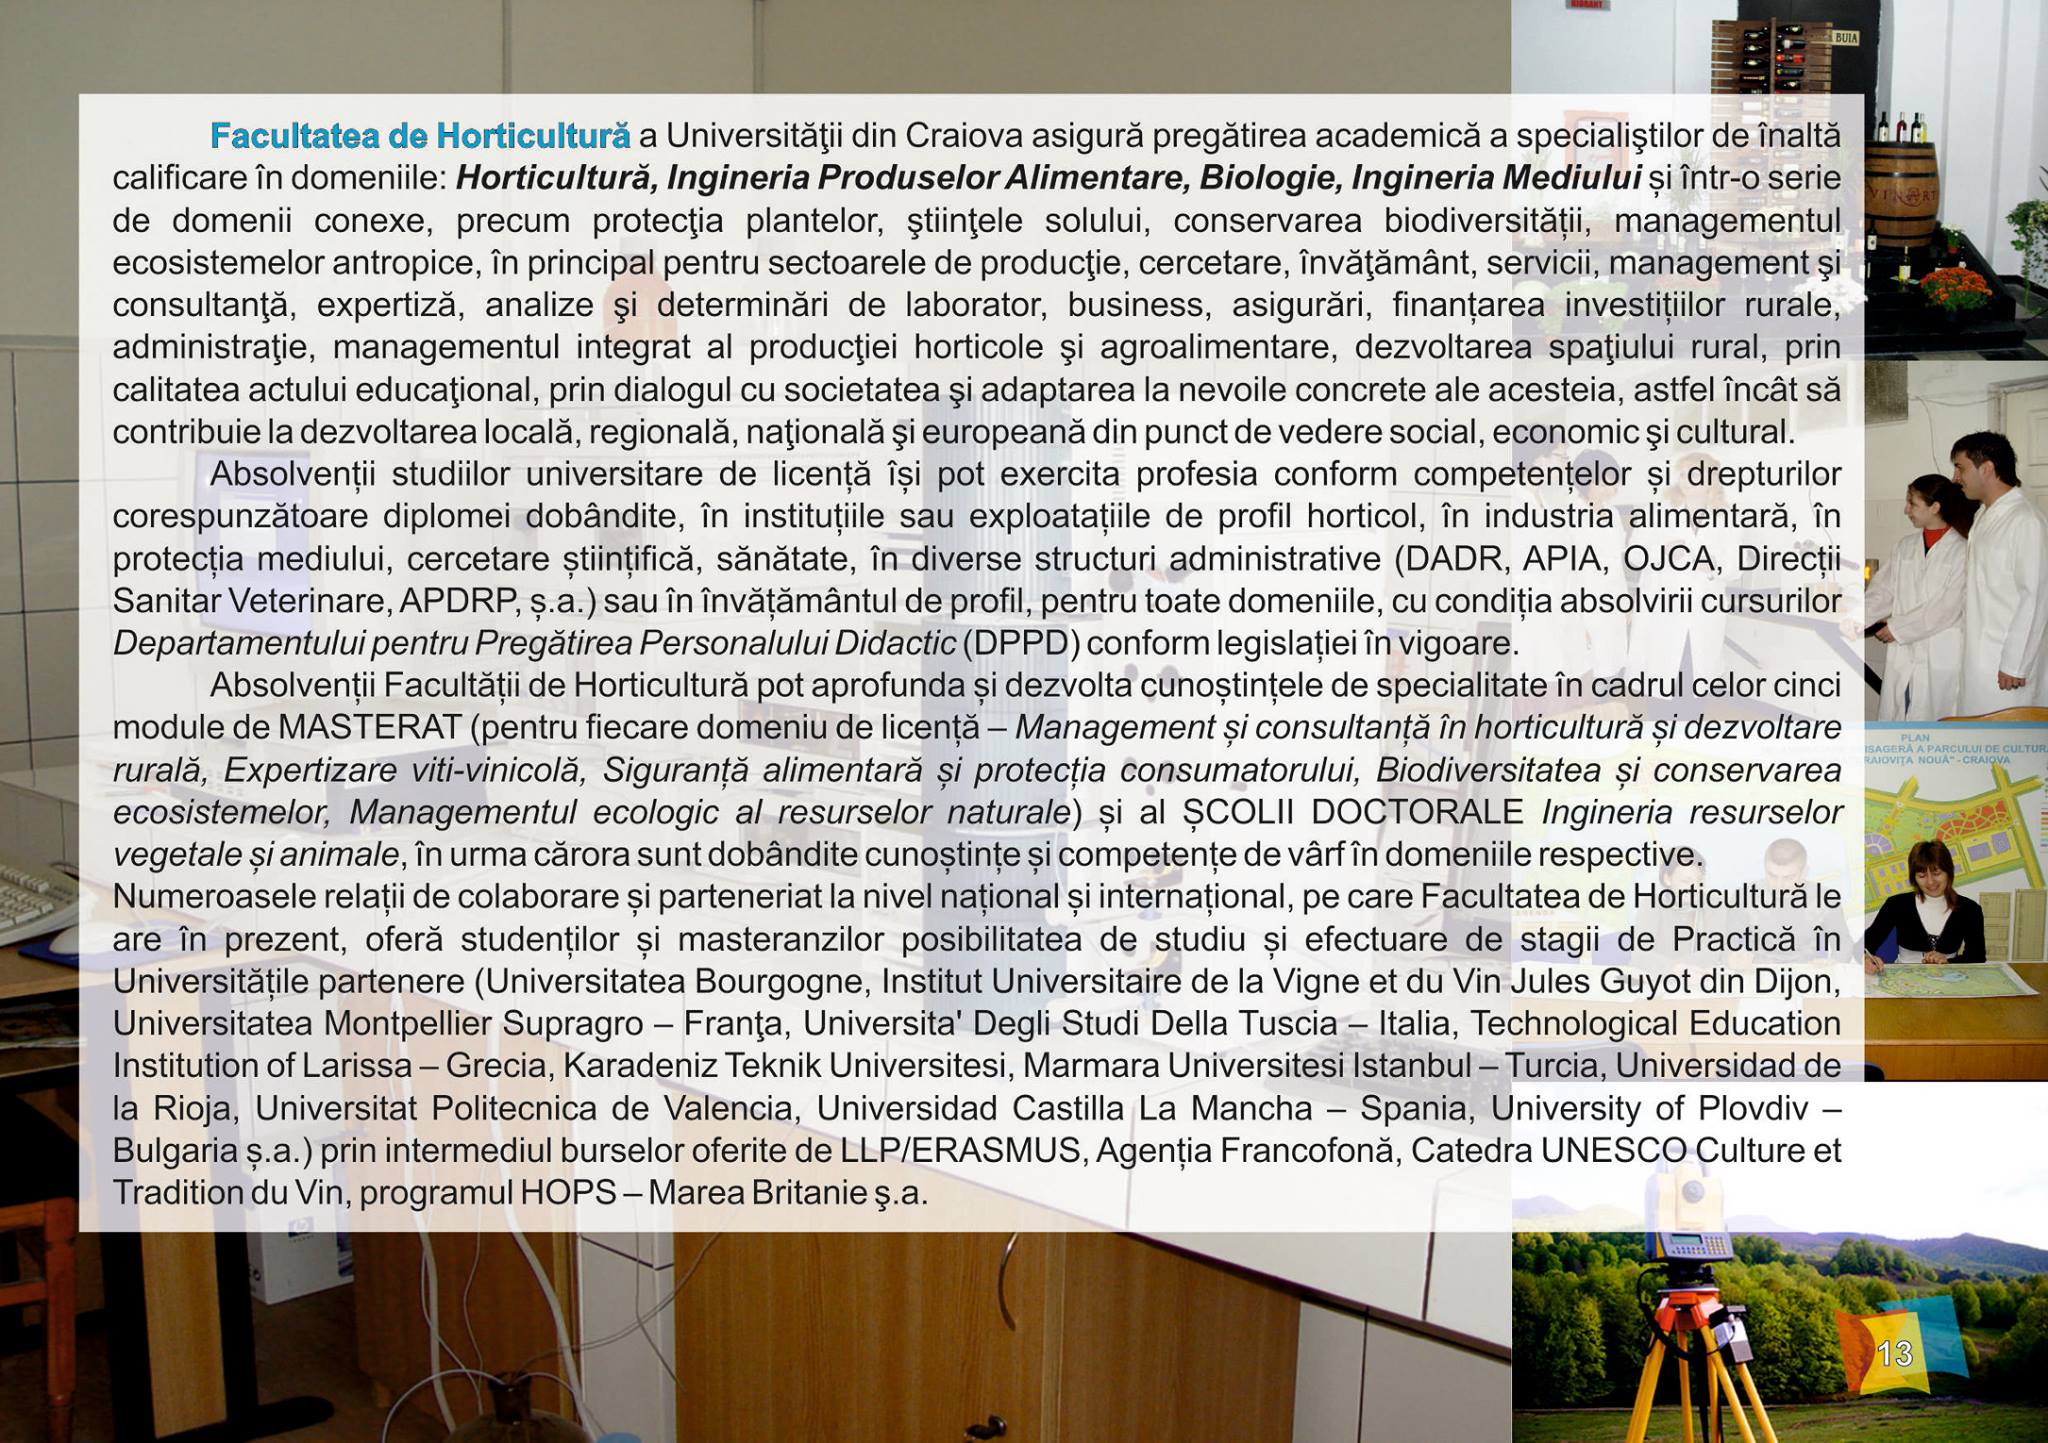 HIDRANT
BUIA
Facultatea de Horticultură a Universităţii din Craiova asigură pregătirea academică a specialiştilor de înaltă
calificare în domeniile: Horticultură, Ingineria Produselor Alimentare, Biologie, Ingineria Mediului și într-o serie
de domenii conexe, precum protecţia plantelor, ştiinţele solului, conservarea biodiversității, managementul
ecosistemelor antropice, în principal pentru sectoarele de producţie, cercetare, învăţământ, servicii, management şi
consultanţă, expertiză, analize şi determinări de laborator, business, asigurări, finanțarea investițiilor rurale,
administraţie, managementul integrat al producţiei horticole şi agroalimentare, dezvoltarea spaţiului rural, prin
calitatea actului educaţional, prin dialogul cu societatea şi adaptarea la nevoile concrete ale acesteia, astfel încât să
contribuie la dezvoltarea locală, regională, naţională şi europeană din punct de vedere social, economic şi cultural.
Absolvenții studiilor universitare de licență își pot exercita profesia conform competențelor și drepturilor
corespunzătoare diplomei dobândite, în instituțiile sau exploatațiile de profil horticol, în industria alimentară, în
protecția mediului, cercetare științifică, sănătate, în diverse structuri administrative (DADR, APIA, OJCA, Direcții
Sanitar Veterinare, APDRP, ș.a.) sau în învățământul de profil, pentru toate domeniile, cu condiția absolvirii cursurilor
Departamentului pentru Pregătirea Personalului Didactic (DPPD) conform legislației în vigoare.
Absolvenții Facultății de Horticultură pot aprofunda și dezvolta cunoștințele de specialitate în cadrul celor cinci
module de MASTERAT (pentru fiecare domeniu de licență – Management și consultanță în horticultură și dezvoltare
rurală, Expertizare viti-vinicolă, Siguranță alimentară și protecția consumatorului, Biodiversitatea și conservarea
ecosistemelor, Managementul ecologic al resurselor naturale) și al ȘCOLII DOCTORALE Ingineria resurselor
vegetale și animale, în urma cărora sunt dobândite cunoștințe și competențe de vârf în domeniile respective.
Numeroasele relații de colaborare și parteneriat la nivel național și internațional, pe care Facultatea de Horticultură le
are în prezent, oferă studenților și masteranzilor posibilitatea de studiu și efectuare de stagii de Practică în
Universitățile partenere (Universitatea Bourgogne, Institut Universitaire de la Vigne et du Vin Jules Guyot din Dijon,
Universitatea Montpellier Supragro – Franţa, Universita' Degli Studi Della Tuscia – Italia, Technological Education
Institution of Larissa – Grecia, Karadeniz Teknik Universitesi, Marmara Universitesi Istanbul – Turcia, Universidad de
la Rioja, Universitat Politecnica de Valencia, Universidad Castilla La Mancha – Spania, University of Plovdiv –
Bulgaria ș.a.) prin intermediul burselor oferite de LLP/ERASMUS, Agenția Francofonă, Catedra UNESCO Culture et
Tradition du Vin, programul HOPS – Marea Britanie ş.a.
VINARTE
PLAN
A PARCULUI DE CULTURĂ
NOUĂ" - CRAIOVA
13